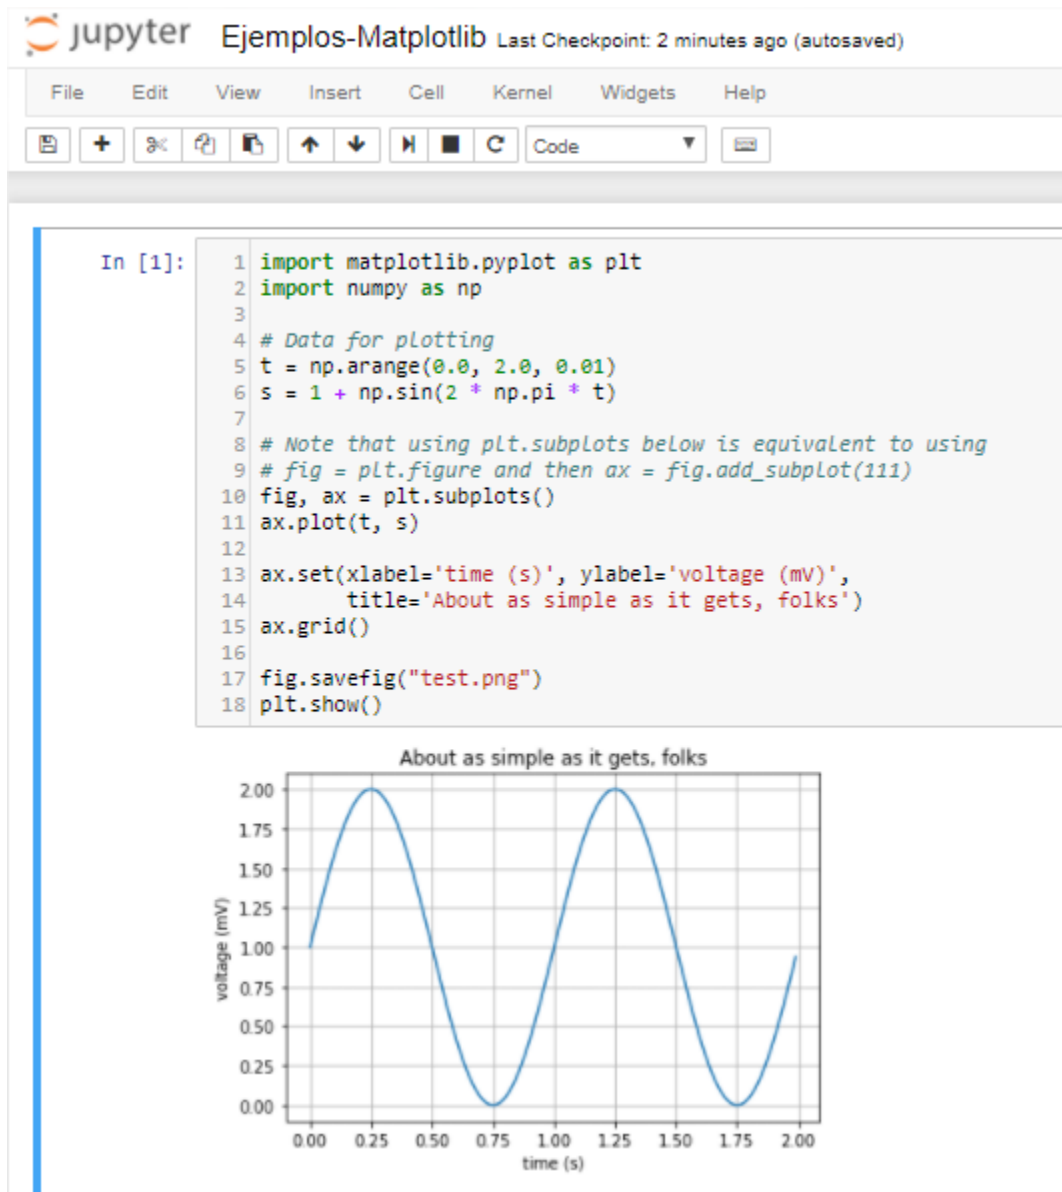 jupyter Ejemplos-Matplotlib Last Checkpoint: 2 minutes ago (autosaved)
File Edit View Insert Cell Kernel Widgets Help
Code
In [1]:
1 import matplotlib.pyplot as plt
2 import numpy as np
3
4 # Data for plotting
5 t = np.arange(0.0, 2.0, 0.01)
6 s = 1 + np.sin(2 * np.pi * t)
7
8 # Note that using plt.subplots below is equivalent to using
9 # fig = plt.figure and then ax = fig.add_subplot(111)
10 fig, ax = plt.subplots()
11 ax.plot(t, s)
12
13 ax.set(xlabel='time (s)', ylabel='voltage (mV)',
14        title='About as simple as it gets, folks')
15 ax.grid()
16
17 fig.savefig("test.png")
18 plt.show()
About as simple as it gets, folks
voltage (mV)
2.00
1.75
1.50
1.25
1.00
0.75
0.50
0.25
0.00
0.00 0.25 0.50 0.75 1.00 1.25 1.50 1.75 2.00
time (s)